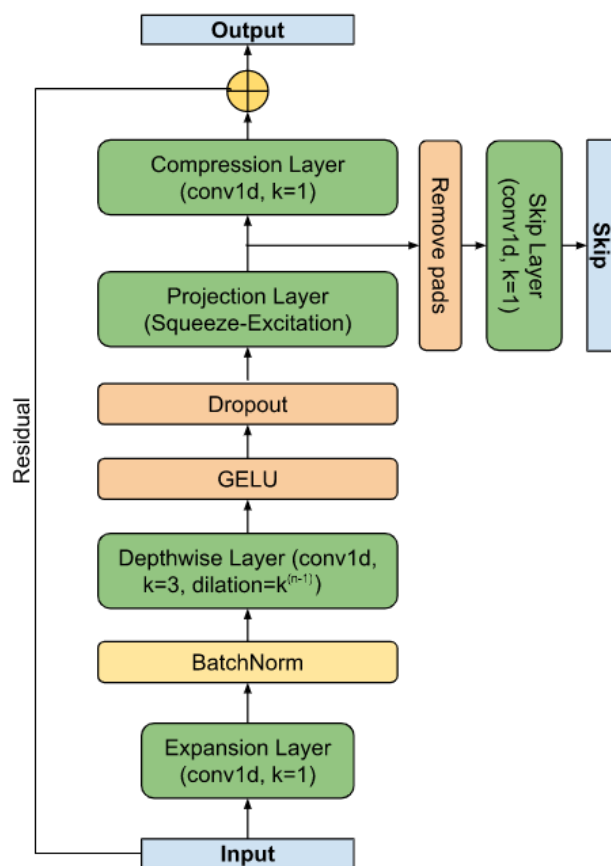 Output
Compression Layer
(conv1d, k=1)
Remove pads
Skip Layer
(conv1d, k=1)
Skip
Projection Layer
(Squeeze-Excitation)
Dropout
Residual
GELU
Depthwise Layer (conv1d,
k=3, dilation=k⁽ⁿ⁻¹⁾)
BatchNorm
Expansion Layer
(conv1d, k=1)
Input